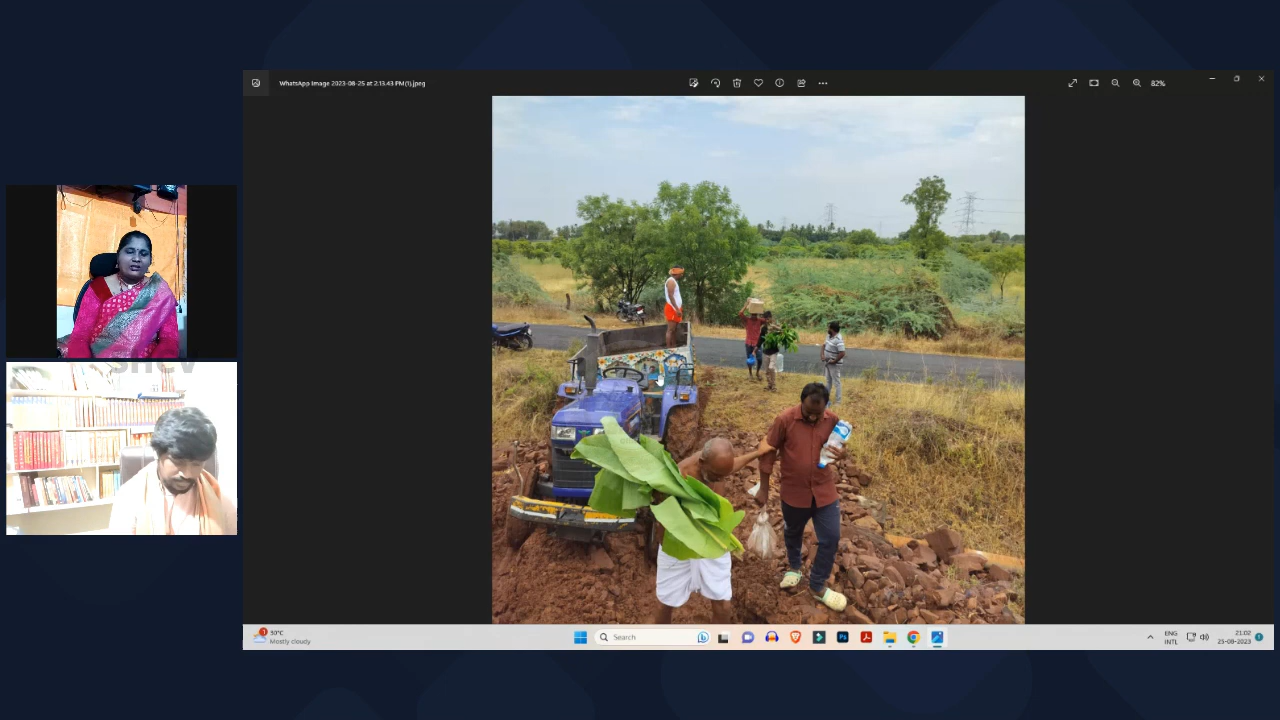 WhatsApp Image 2023-08-25 at 2.13.43 PM(1).jpeg
82%
30°C
Mostly cloudy
Search
ENG
INTL
21:02
25-08-2023